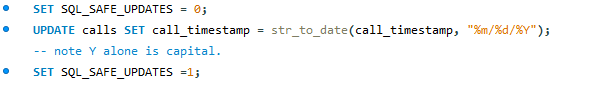 SET SQL_SAFE_UPDATES = 0;
UPDATE calls SET call_timestamp = str_to_date(call_timestamp, "%m/%d/%Y");
-- note Y alone is capital.
SET SQL_SAFE_UPDATES =1;